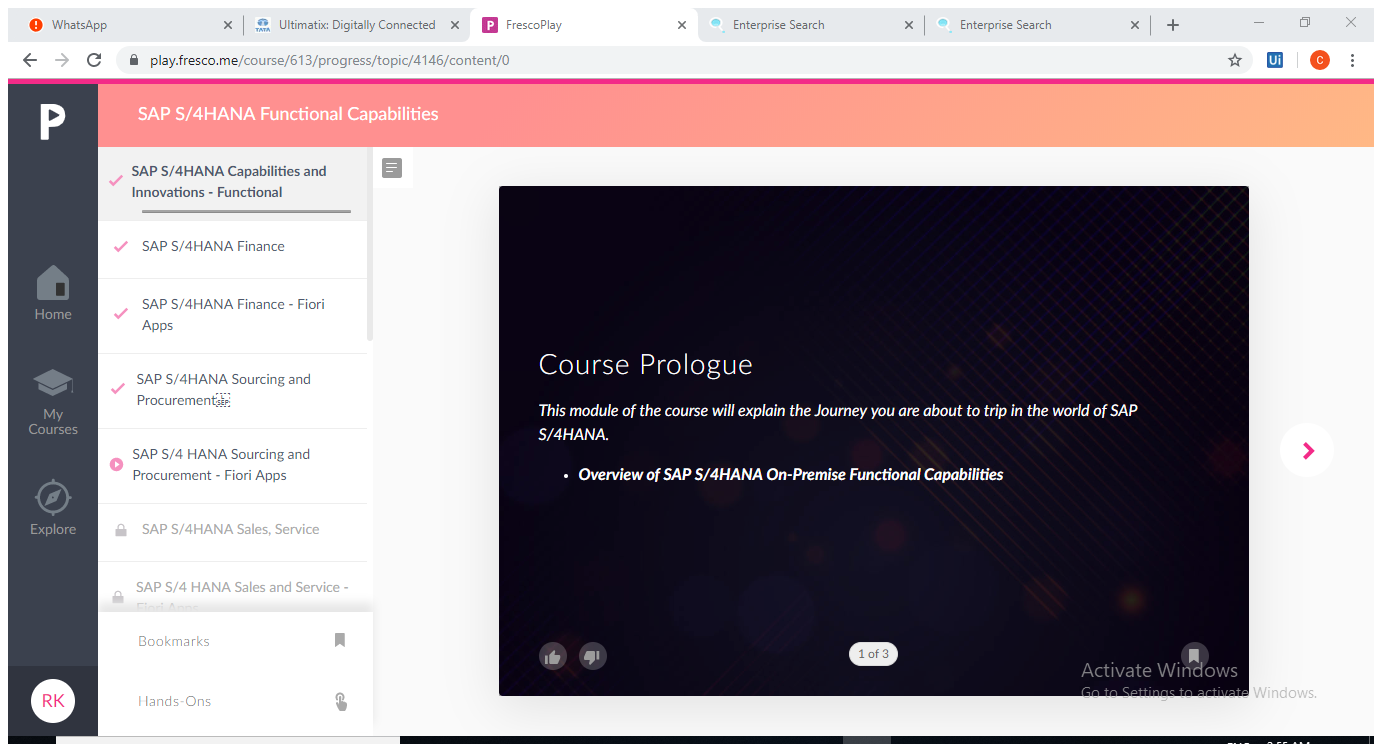 WhatsApp
Ultimatix: Digitally Connected
FrescoPlay
Enterprise Search
Enterprise Search
play.fresco.me/course/613/progress/topic/4146/content/0
Ui
C
P
SAP S/4HANA Functional Capabilities
SAP S/4HANA Capabilities and
Innovations - Functional
SAP S/4HANA Finance
SAP S/4HANA Finance - Fiori
Apps
SAP S/4HANA Sourcing and
Procurement
SAP S/4 HANA Sourcing and
Procurement - Fiori Apps
SAP S/4HANA Sales, Service
SAP S/4 HANA Sales and Service -
Fiori Apps
Home
My
Courses
Explore
RK
Bookmarks
Hands-Ons
Course Prologue
This module of the course will explain the Journey you are about to trip in the world of SAP
S/4HANA.
• Overview of SAP S/4HANA On-Premise Functional Capabilities
1 of 3
Activate Windows
Go to Settings to activate Windows.